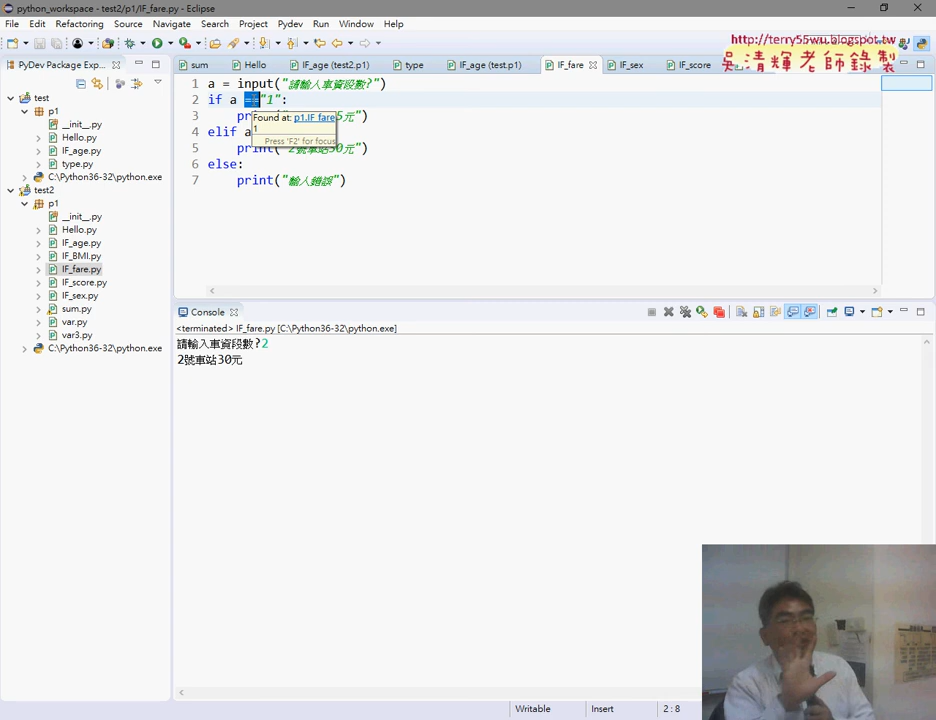 python_workspace - test2/p1/IF_fare.py - Eclipse
File Edit Refactoring Source Navigate Search Project Pydev Run Window Help
http://terry55wu.blogspot.tw
吳清輝老師錄製
PyDev Package Exp...
sum Hello IF_age (test2.p1) type IF_age (test.p1) IF_fare IF_sex IF_score
test
p1
__init__.py
Hello.py
IF_age.py
type.py
C:\Python36-32\python.exe
test2
p1
__init__.py
Hello.py
IF_age.py
IF_BMI.py
IF_fare.py
IF_score.py
IF_sex.py
sum.py
var.py
var3.py
C:\Python36-32\python.exe
1 a = input("請輸入車資段數?")
2 if a =="1":
3 pr 5元")
4 elif a
5 print("2號車站30元")
6 else:
7 print("輸入錯誤")
Found at: p1.IF_fare
1
Press 'F2' for focus
Console
<terminated> IF_fare.py [C:\Python36-32\python.exe]
請輸入車資段數?2
2號車站30元
Writable Insert 2 : 8